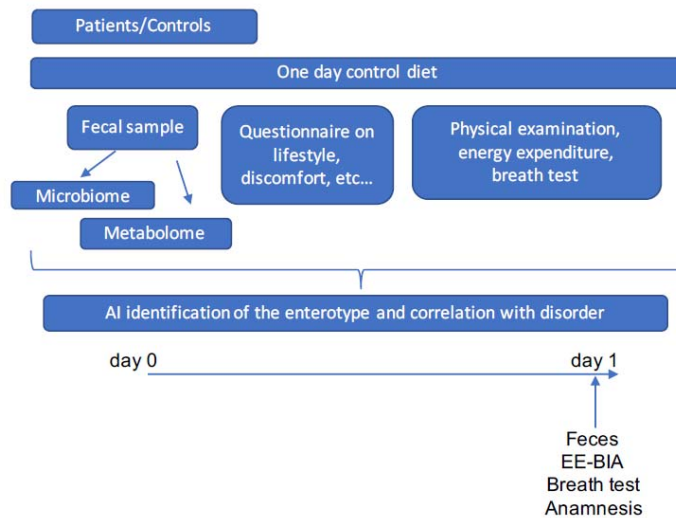 Patients/Controls
One day control diet
Fecal sample
Questionnaire on
lifestyle,
discomfort, etc...
Physical examination,
energy expenditure,
breath test
Microbiome
Metabolome
AI identification of the enterotype and correlation with disorder
day 0
day 1
Feces
EE-BIA
Breath test
Anamnesis